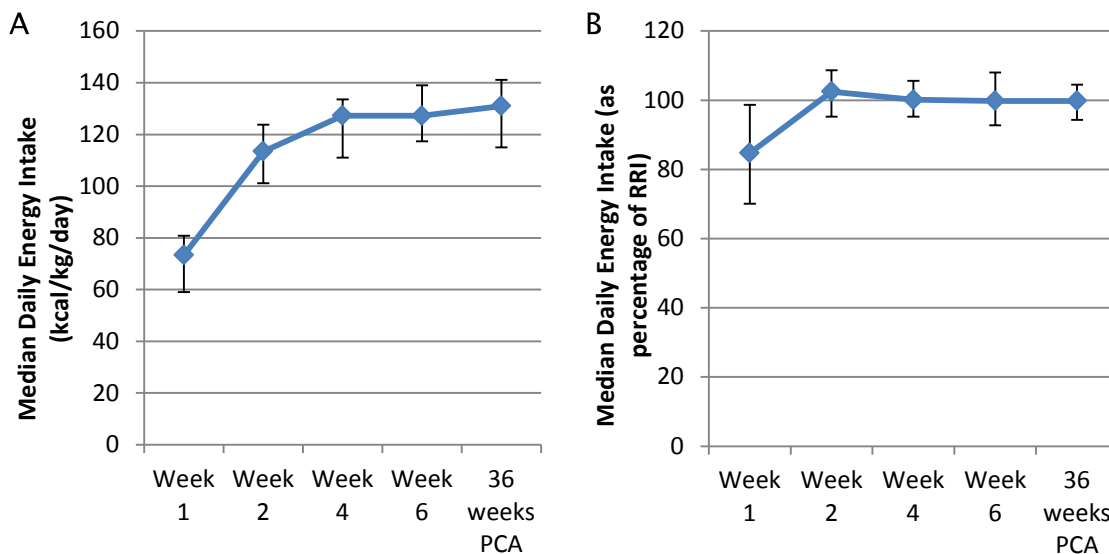 A
Median Daily Energy Intake
(kcal/kg/day)
160
140
120
100
80
60
40
20
0
Week
1
Week
2
Week
4
Week
6
36
weeks
PCA
B
Median Daily Energy Intake (as
percentage of RRI)
120
100
80
60
40
20
0
Week
1
Week
2
Week
4
Week
6
36
weeks
PCA